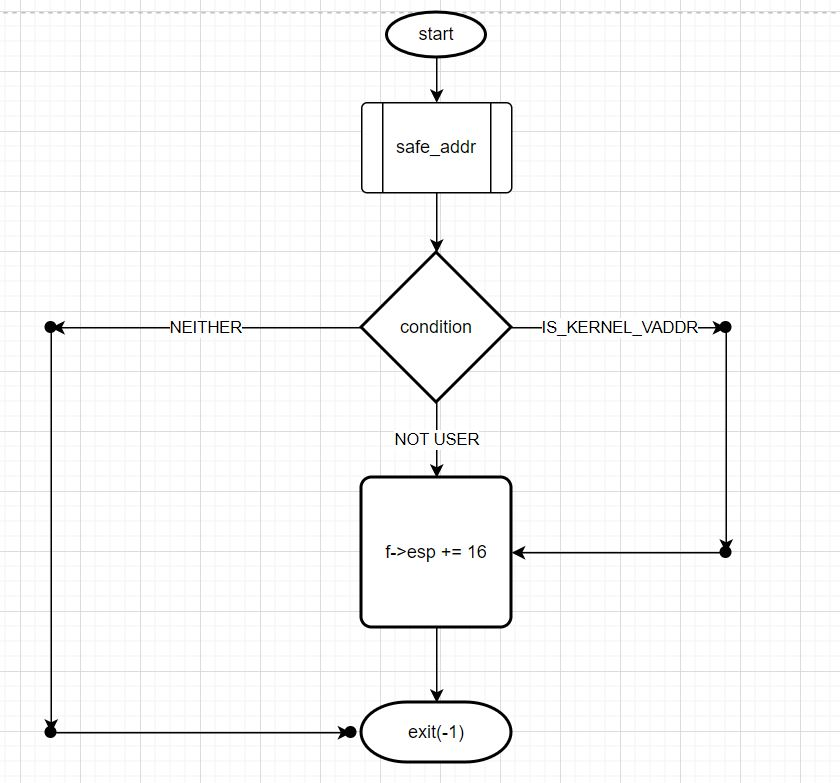 start
safe_addr
condition
NEITHER
IS_KERNEL_VADDR
NOT USER
f->esp += 16
exit(-1)